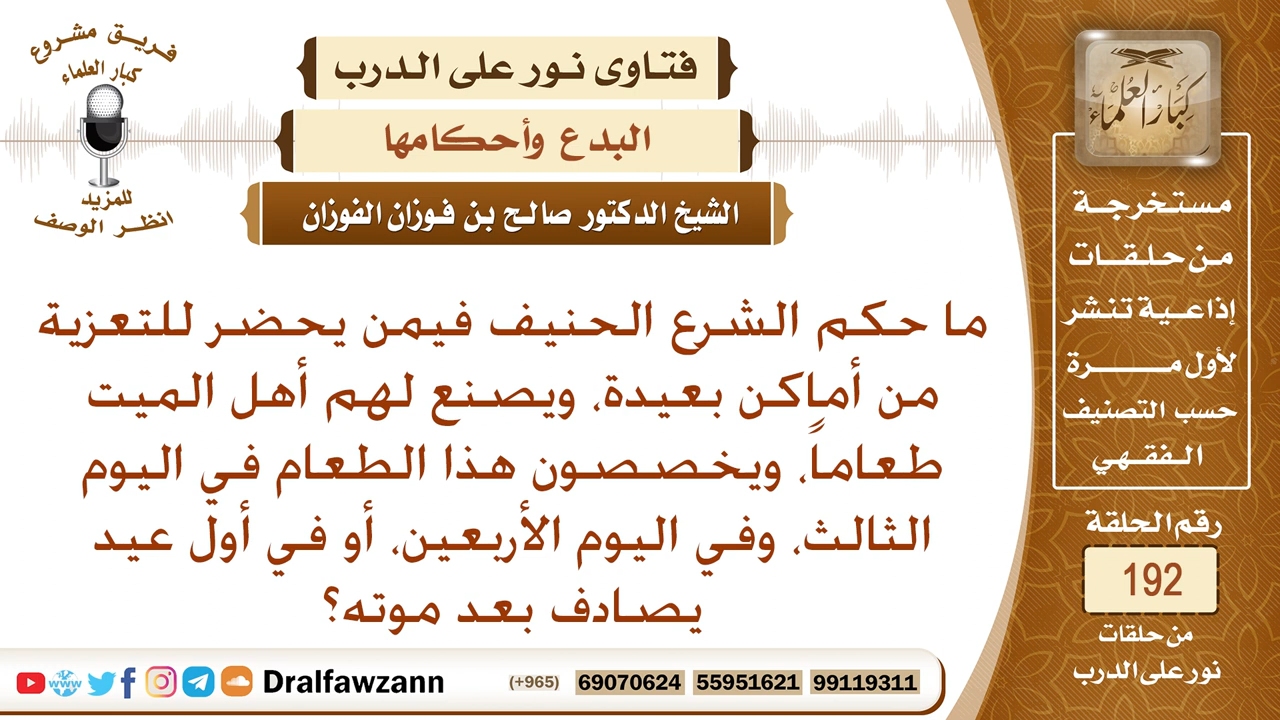 فريق مشروع
كبار العلماء
للمزيد
انظر الوصف
فتاوى نور على الدرب
البدع وأحكامها
الشيخ الدكتور صالح بن فوزان الفوزان
كبار العلماء
مستخرجة
من حلقات
إذاعية تنشر
لأول مرة
حسب التصنيف
الفقهي
رقم الحلقة
192
من حلقات
نور على الدرب
ما حكم الشرع الحنيف فيمن يحضر للتعزية
من أماكن بعيدة، ويصنع لهم أهل الميت
طعاماً، ويخصصون هذا الطعام في اليوم
الثالث، وفي اليوم الأربعين، أو في أول عيد
يصادف بعد موته؟
www Dralfawzann (+965) 69070624 55951621 99119311